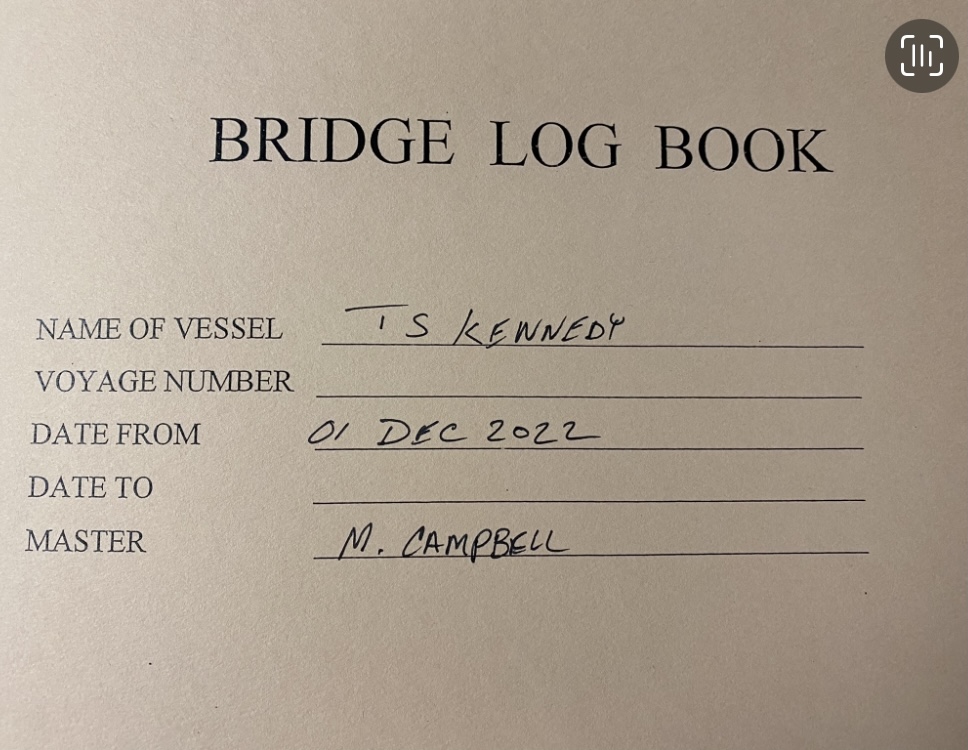 BRIDGE LOG BOOK
NAME OF VESSEL TS KENNEDY
VOYAGE NUMBER
DATE FROM 01 DEC 2022
DATE TO
MASTER M. CAMPBELL